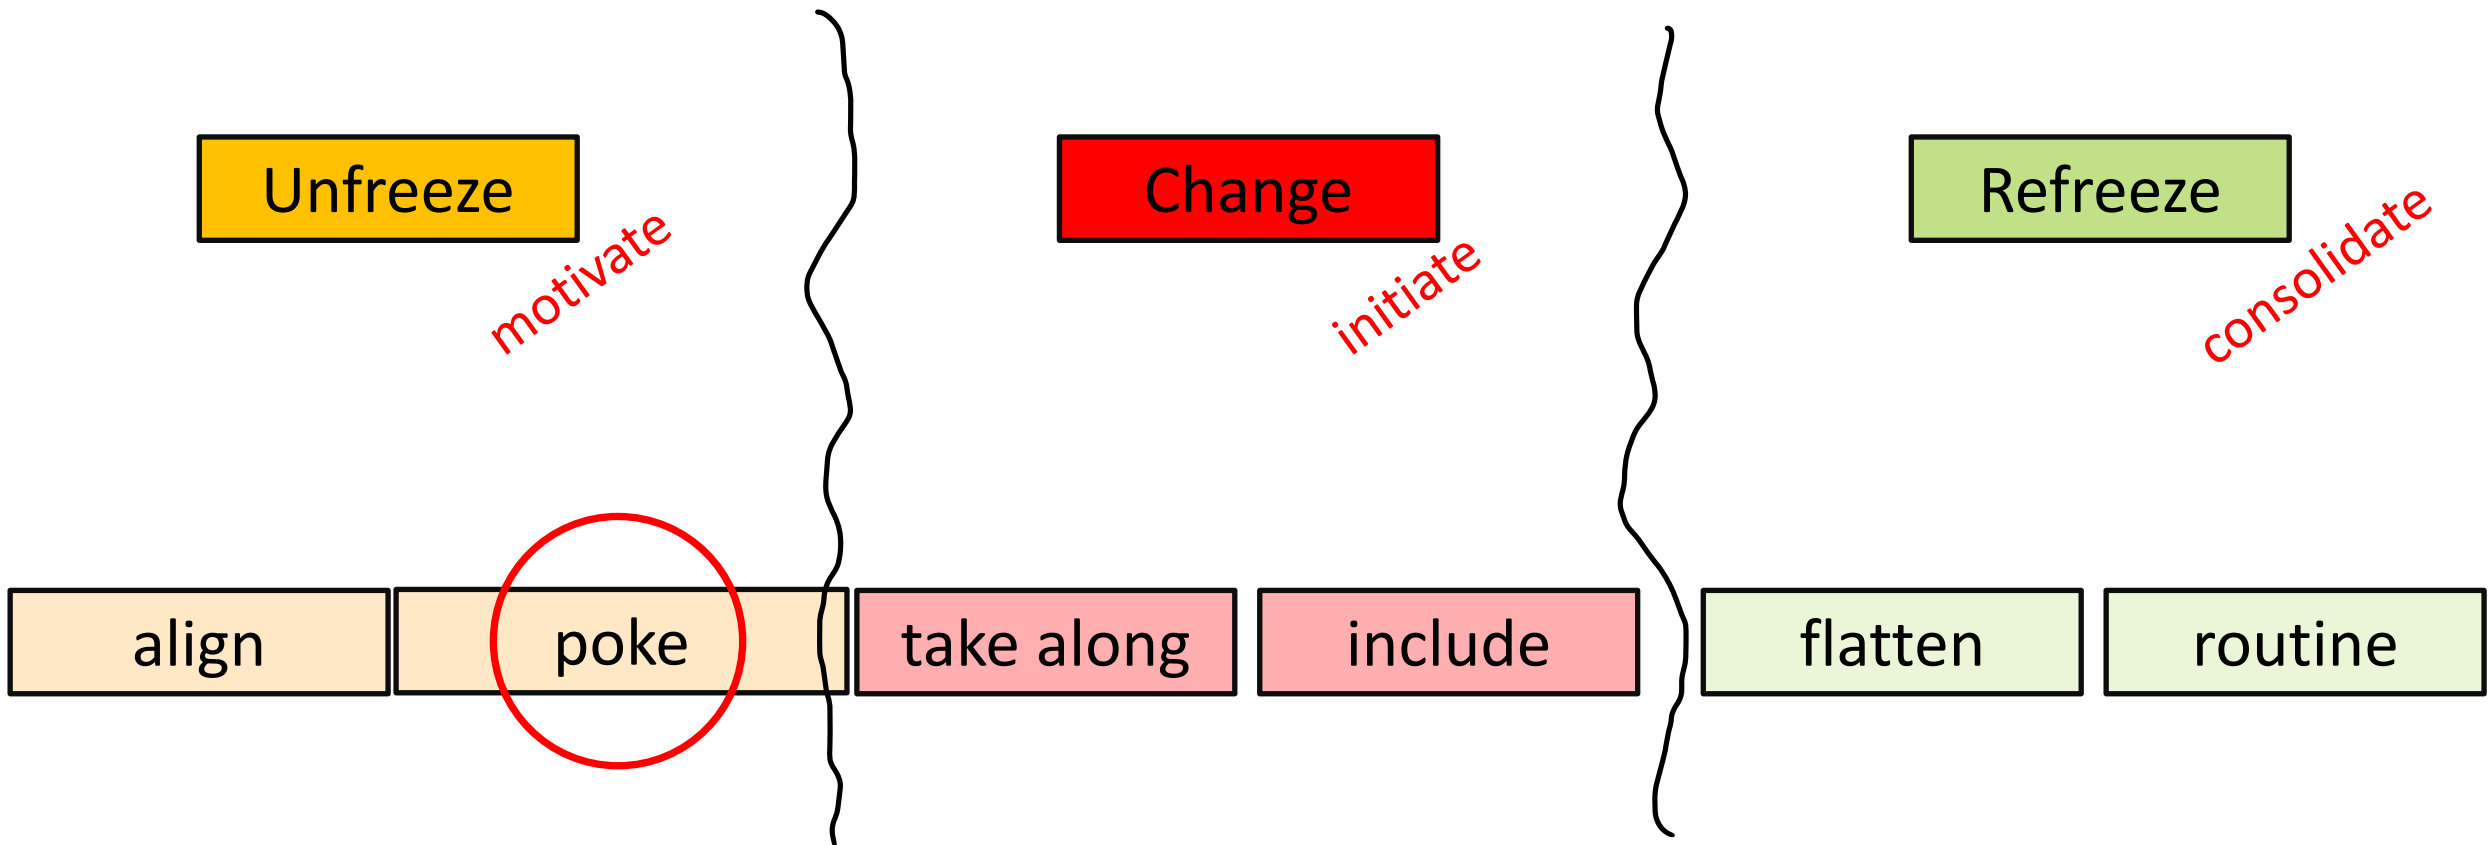 Unfreeze
motivate
Change
initiate
Refreeze
consolidate
align
poke
take along
include
flatten
routine